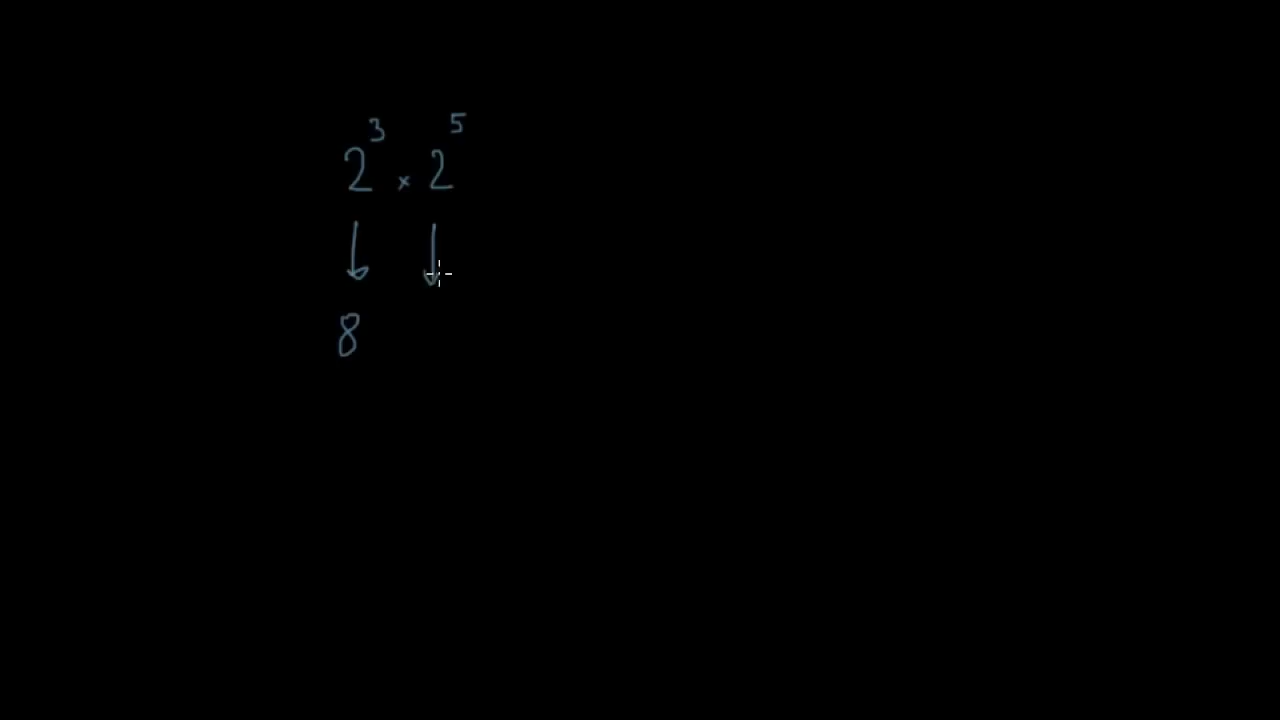 2³ × 2⁵
↓ ↓
8